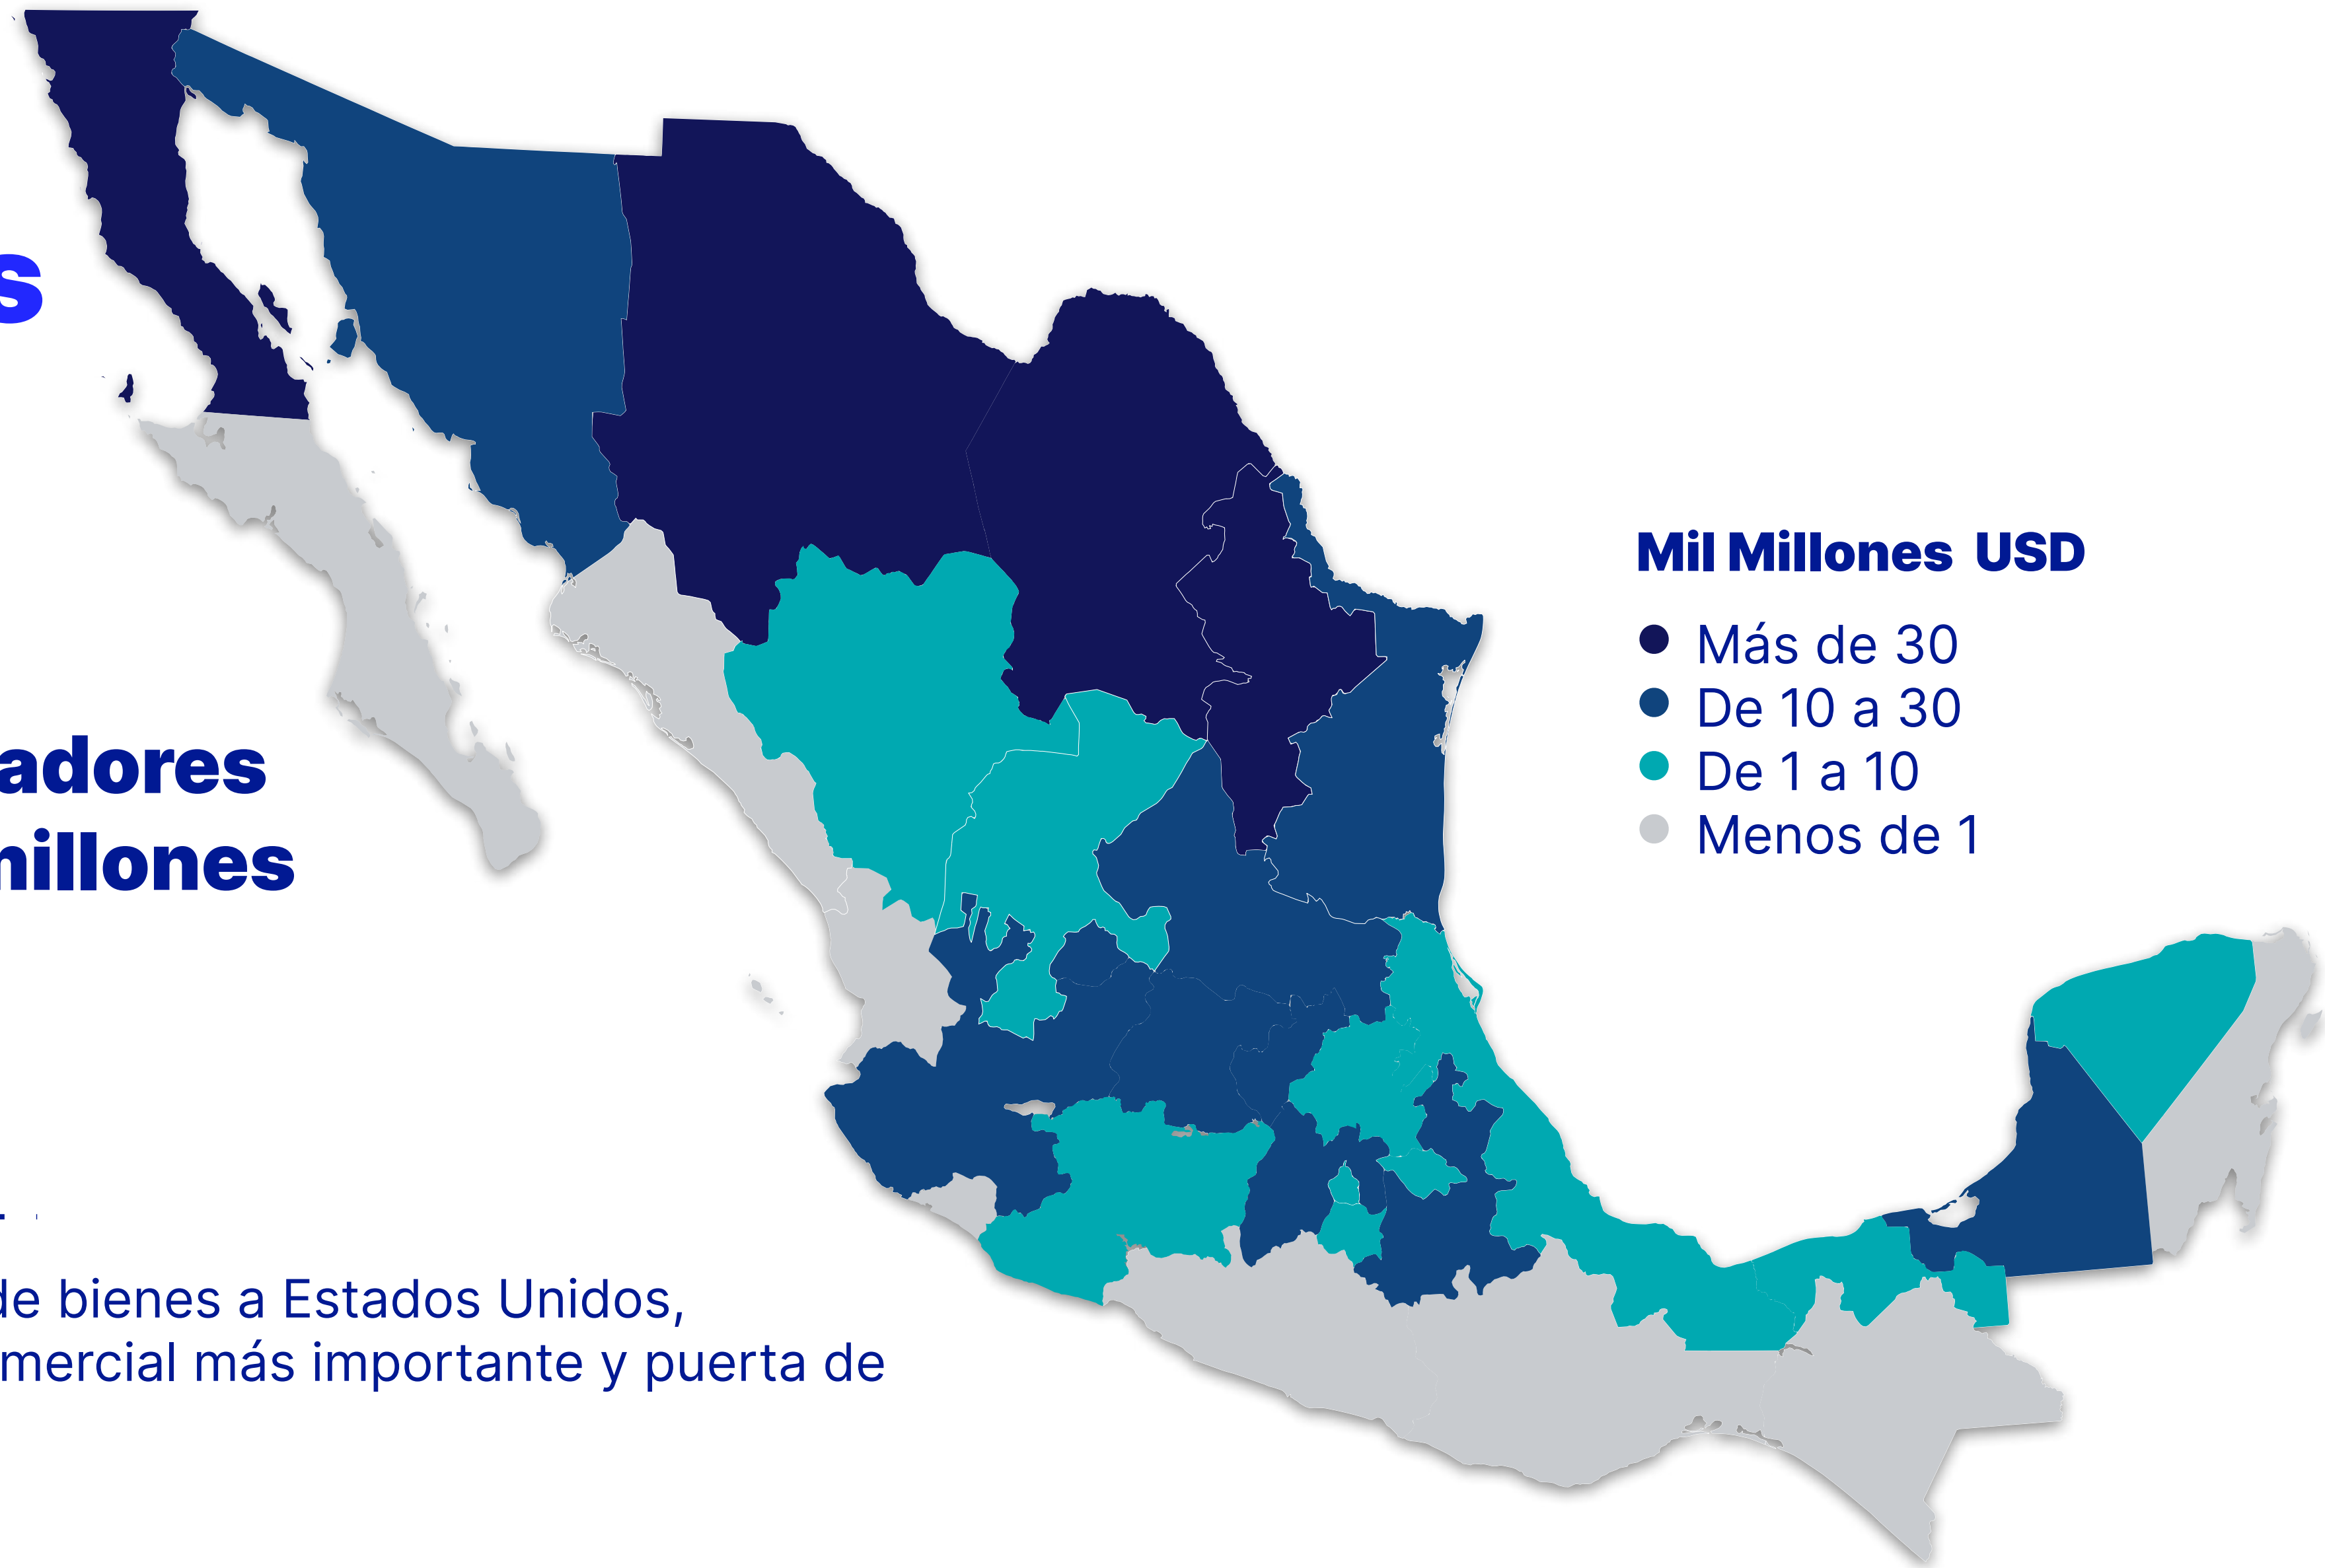 s
adores
millones
de bienes a Estados Unidos,
mercial más importante y puerta de
Mil Millones USD
Más de 30
De 10 a 30
De 1 a 10
Menos de 1